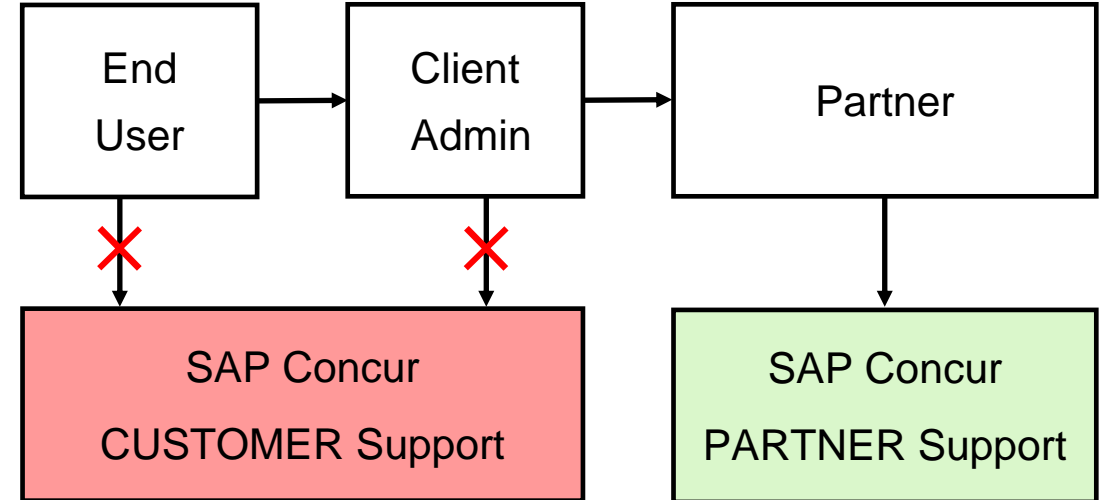 End
User
Client
Admin
Partner
SAP Concur
CUSTOMER Support
SAP Concur
PARTNER Support